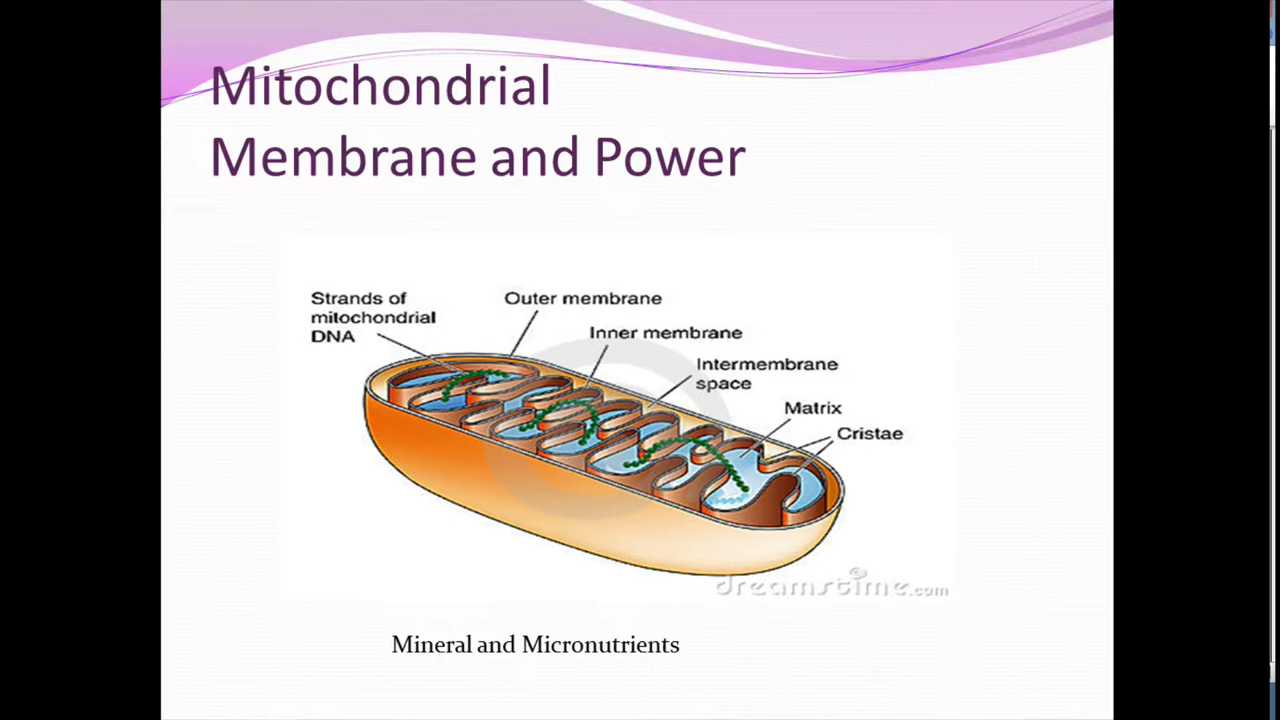 Mitochondrial
Membrane and Power
Strands of
mitochondrial
DNA
Outer membrane
Inner membrane
Intermembrane
space
Matrix
Cristae
dreamstime.com
Mineral and Micronutrients